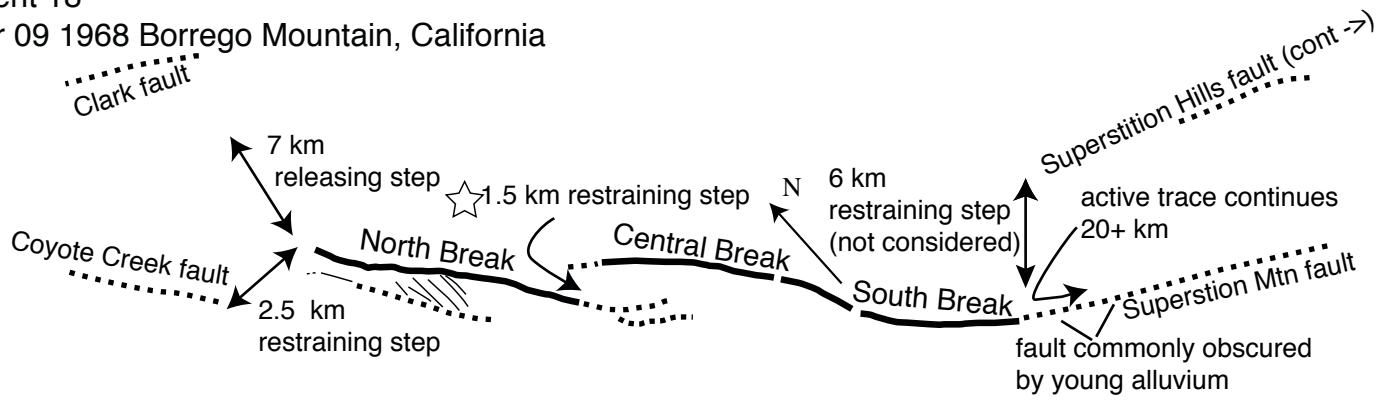 09 1968 Borrego Mountain, California
Clark fault
7 km
releasing step
1.5 km restraining step
N
6 km
restraining step
(not considered)
Superstition Hills fault (cont ->)
active trace continues
20+ km
Coyote Creek fault
North Break
Central Break
South Break
Superstion Mtn fault
2.5 km
restraining step
fault commonly obscured
by young alluvium